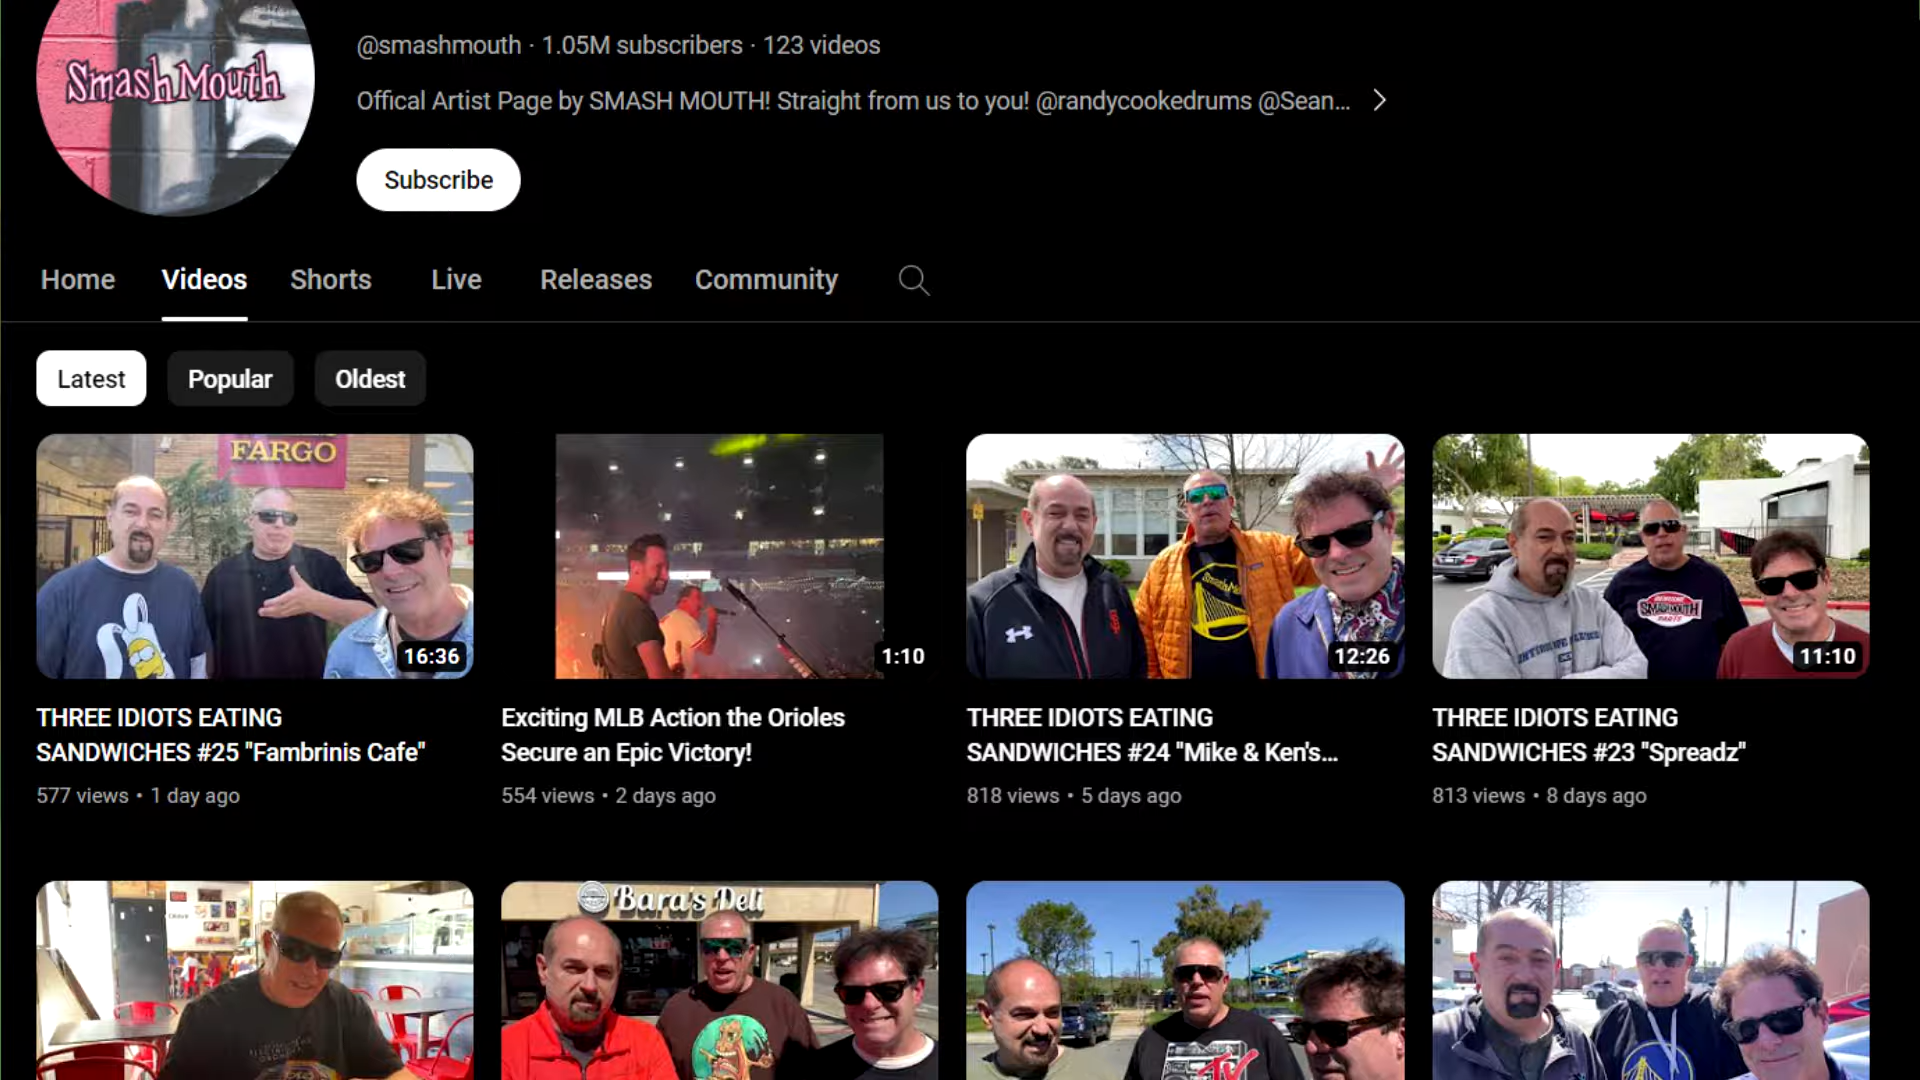 Smash Mouth
@smashmouth · 1.05M subscribers · 123 videos
Offical Artist Page by SMASH MOUTH! Straight from us to you! @randycookedrums @Sean...
Subscribe
Home Videos Shorts Live Releases Community
Latest Popular Oldest
FARGO
16:36
1:10
SMASH MOUTH
12:26
11:10
THREE IDIOTS EATING
SANDWICHES #25 "Fambrinis Cafe"
577 views • 1 day ago
Exciting MLB Action the Orioles
Secure an Epic Victory!
554 views • 2 days ago
THREE IDIOTS EATING
SANDWICHES #24 "Mike & Ken's...
818 views • 5 days ago
THREE IDIOTS EATING
SANDWICHES #23 "Spreadz"
813 views • 8 days ago
Bara's Deli
TV